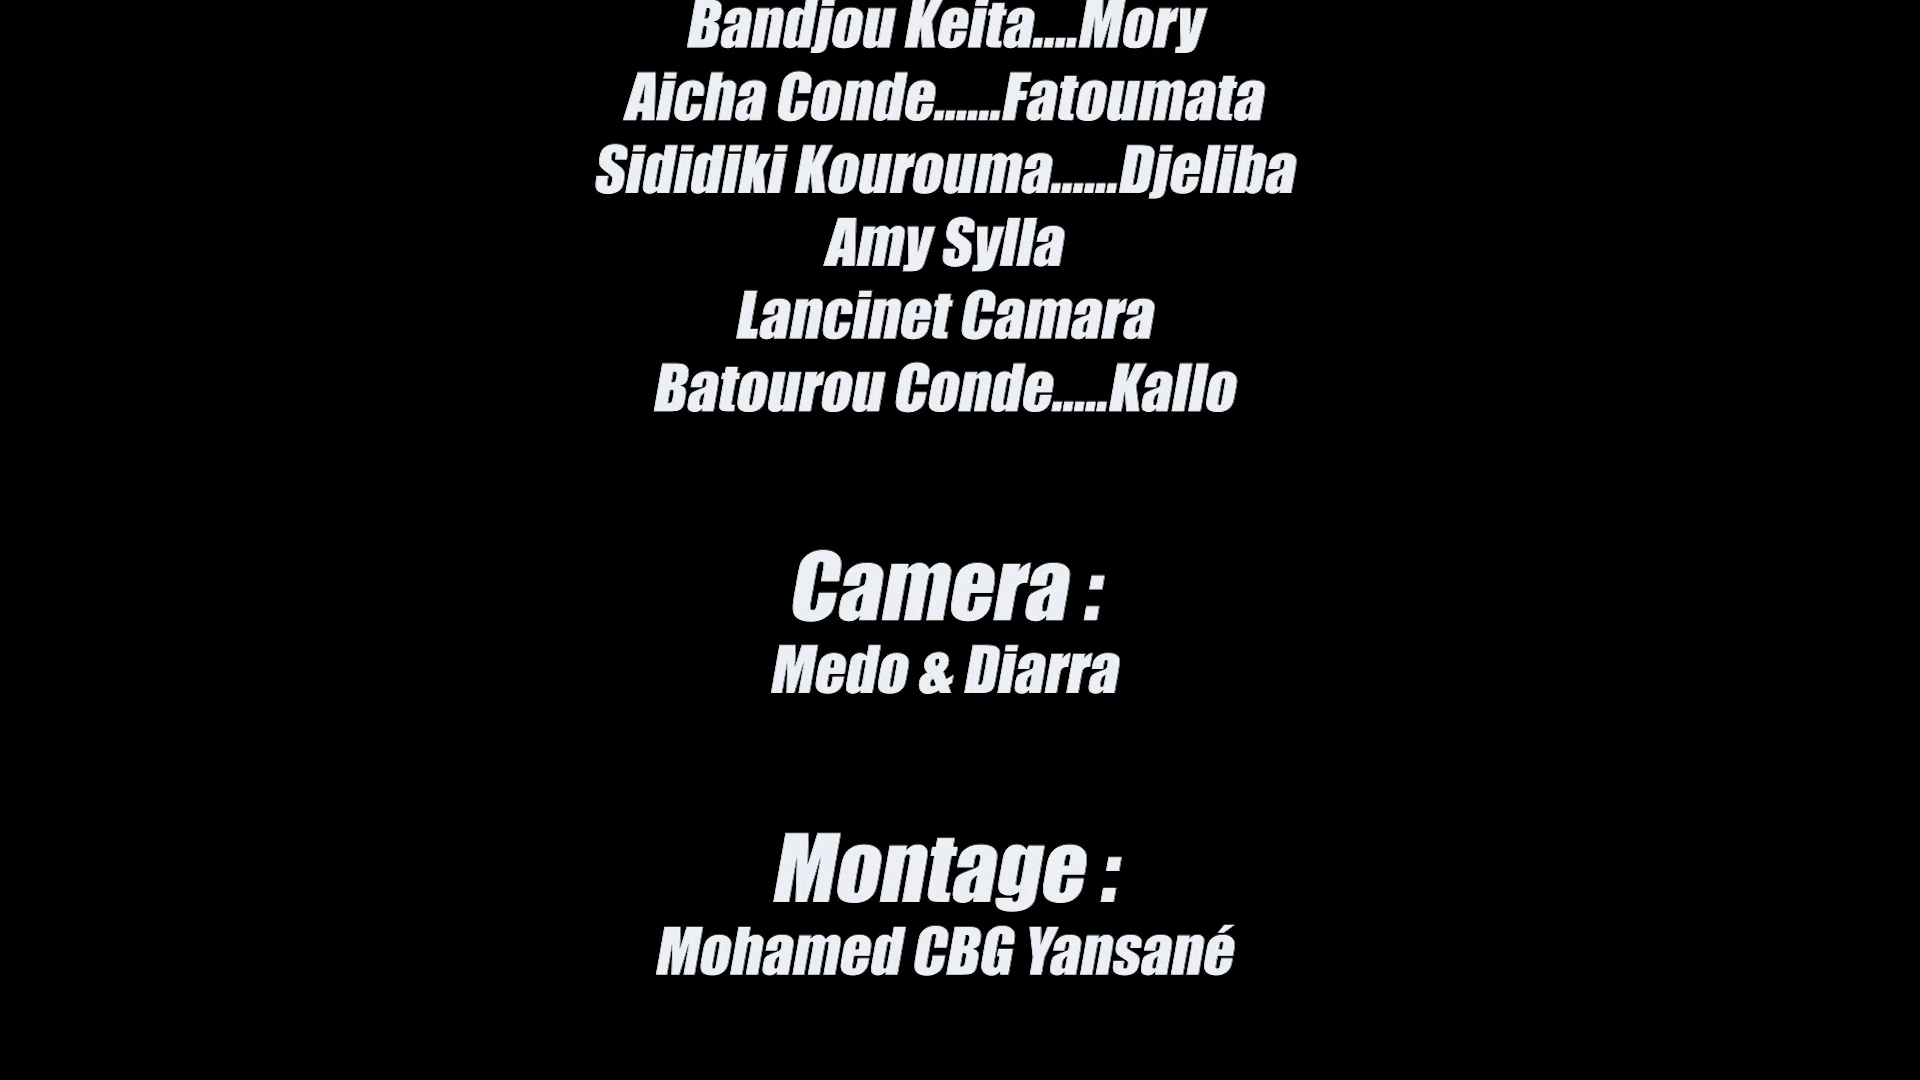 Bandjou Keita....Mory
Aicha Conde......Fatoumata
Sididiki Kourouma......Djeliba
Amy Sylla
Lancinet Camara
Batourou Conde.....Kallo
Camera :
Medo & Diarra
Montage :
Mohamed CBG Yansané